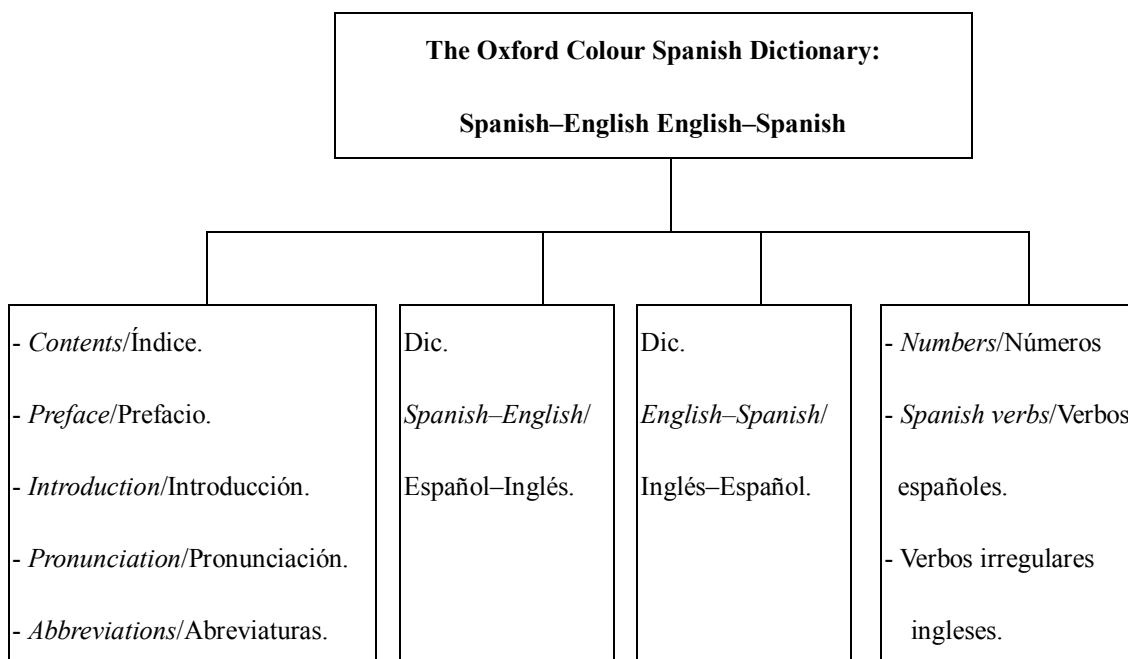 The Oxford Colour Spanish Dictionary:
Spanish–English English–Spanish
- Contents/Índice.
- Preface/Prefacio.
- Introduction/Introducción.
- Pronunciation/Pronunciación.
- Abbreviations/Abreviaturas.
Dic.
Spanish–English/
Español–Inglés.
Dic.
English–Spanish/
Inglés–Español.
- Numbers/Números
- Spanish verbs/Verbos
españoles.
- Verbos irregulares
ingleses.